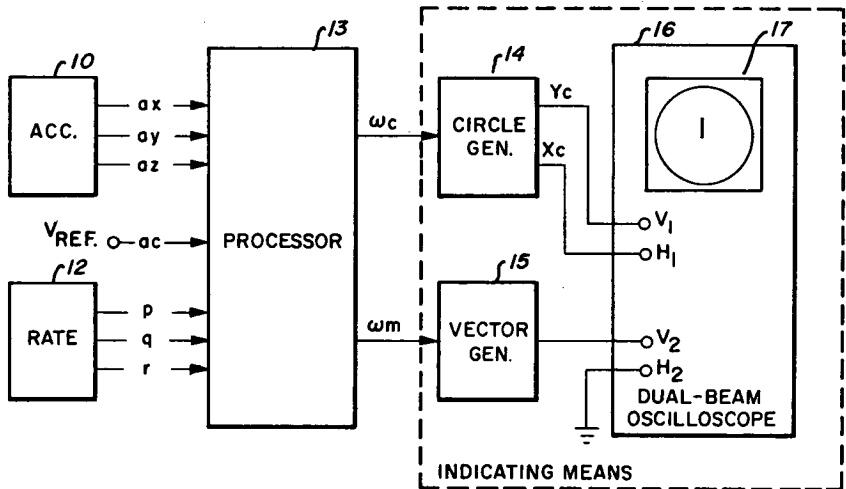 10
ACC.
ax
ay
az
VREF.
ac
12
RATE
p
q
r
13
PROCESSOR
ωc
ωm
14
CIRCLE
GEN.
Yc
Xc
15
VECTOR
GEN.
16
17
V1
H1
V2
H2
DUAL-BEAM
OSCILLOSCOPE
INDICATING MEANS